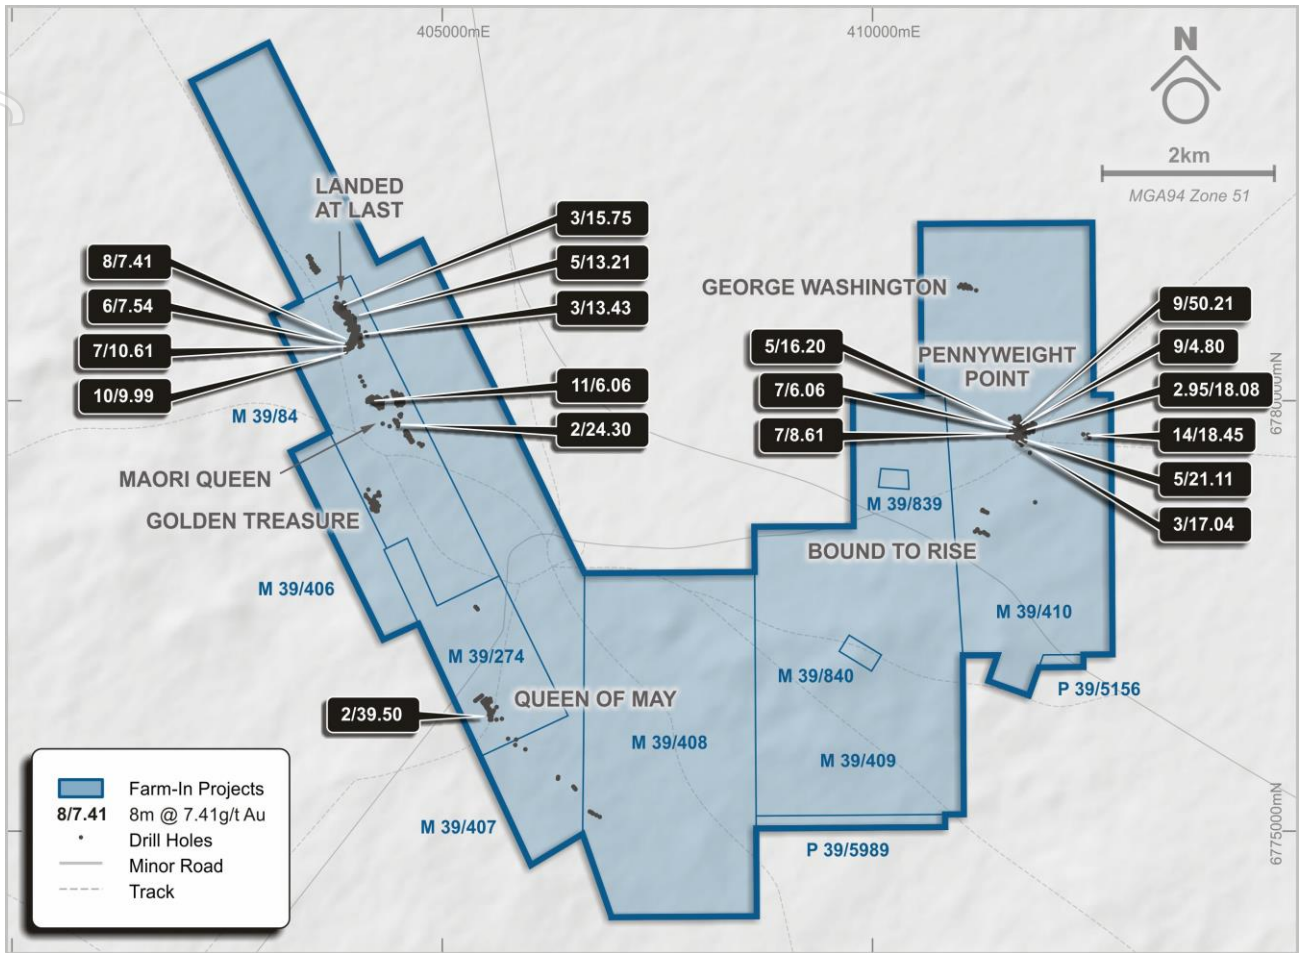 405000mE
410000mE
N
2km
MGA94 Zone 51
LANDED
AT LAST
3/15.75
8/7.41
5/13.21
6/7.54
3/13.43
7/10.61
10/9.99
11/6.06
2/24.30
M 39/84
MAORI QUEEN
GOLDEN TREASURE
M 39/406
GEORGE WASHINGTON
PENNYWEIGHT
POINT
9/50.21
5/16.20
9/4.80
7/6.06
2.95/18.08
7/8.61
14/18.45
5/21.11
3/17.04
6780000mN
M 39/839
BOUND TO RISE
M 39/410
M 39/274
QUEEN OF MAY
2/39.50
M 39/840
P 39/5156
M 39/408
M 39/409
M 39/407
P 39/5989
6775000mN
Farm-In Projects
8/7.41 8m @ 7.41g/t Au
Drill Holes
Minor Road
Track